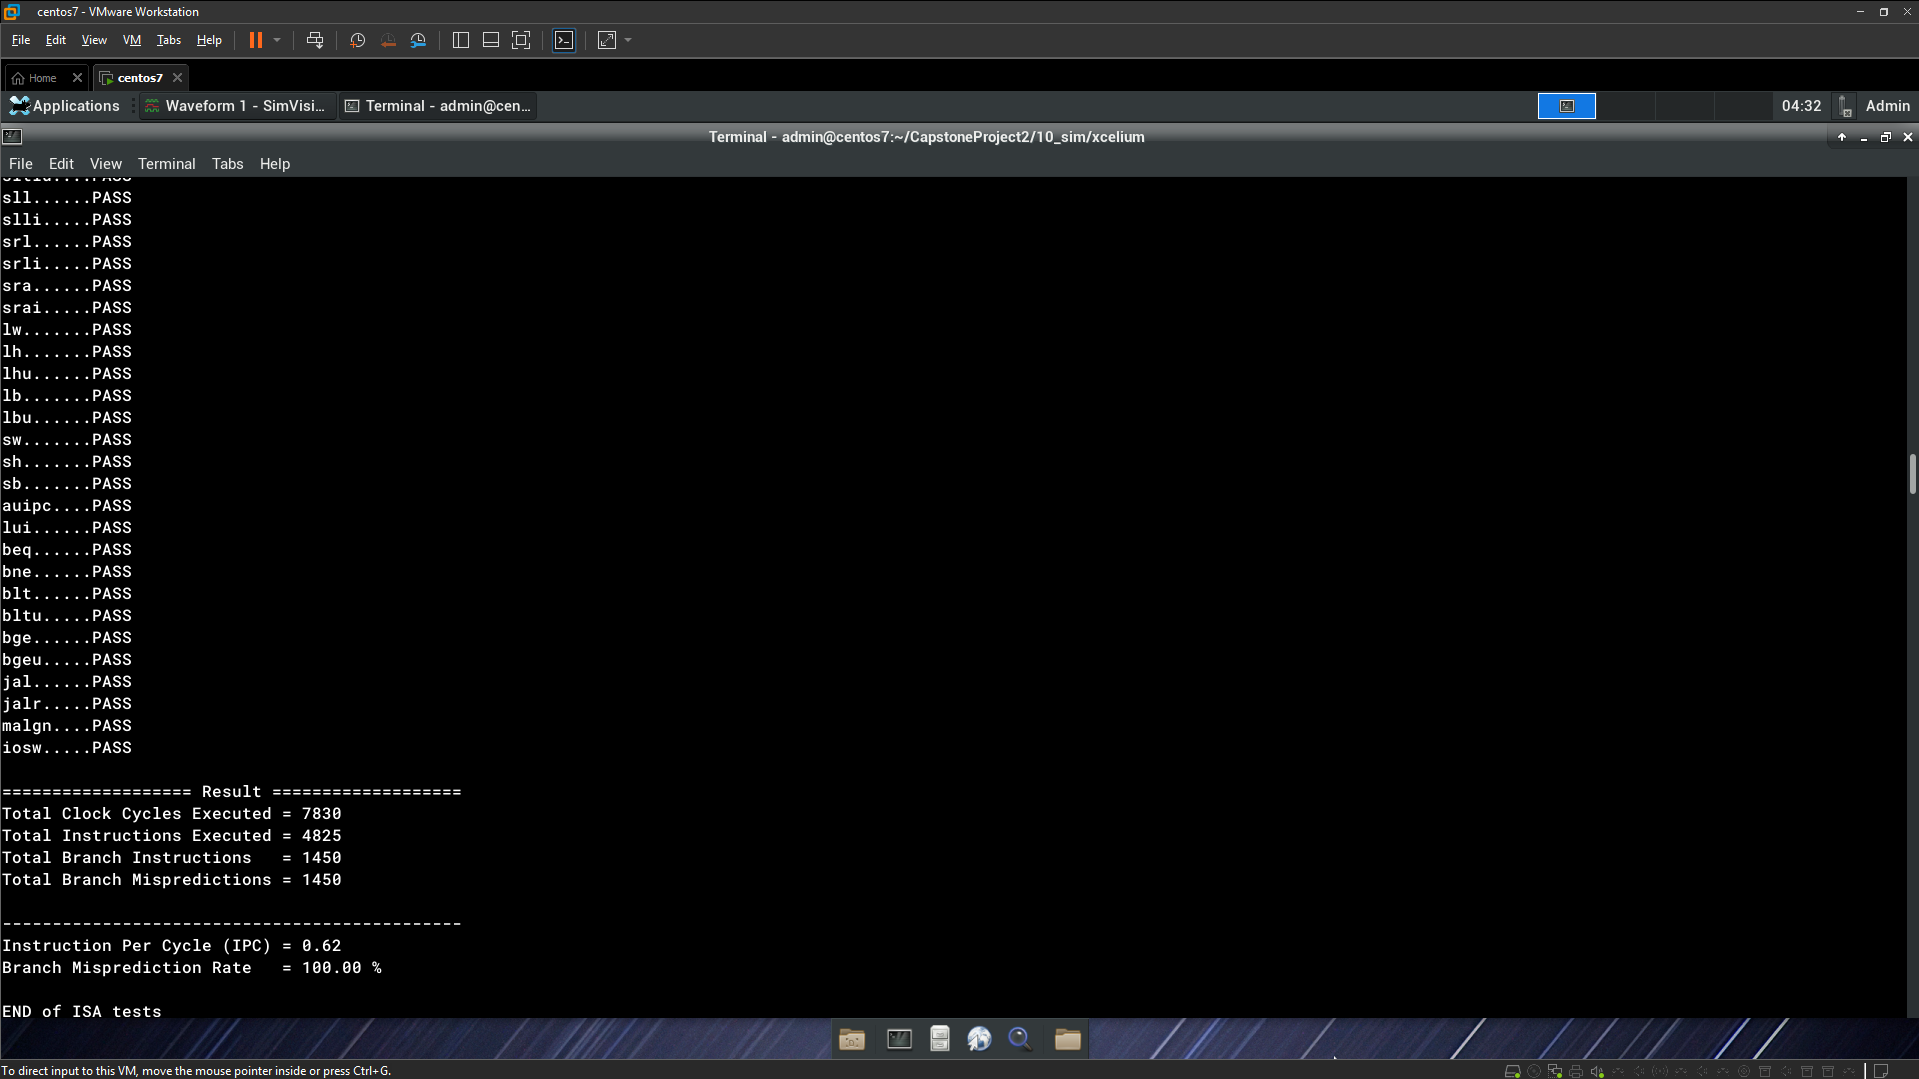 centos7 - VMware Workstation
File Edit View VM Tabs Help
Home centos7
Applications Waveform 1 - SimVisi... Terminal - admin@cen... 04:32 Admin
Terminal - admin@centos7:~/CapstoneProject2/10_sim/xcelium
File Edit View Terminal Tabs Help
sltiu....PASS
sll......PASS
slli.....PASS
srl......PASS
srli.....PASS
sra......PASS
srai.....PASS
lw.......PASS
lh.......PASS
lhu......PASS
lb.......PASS
lbu......PASS
sw.......PASS
sh.......PASS
sb.......PASS
auipc....PASS
lui......PASS
beq......PASS
bne......PASS
blt......PASS
bltu.....PASS
bge......PASS
bgeu.....PASS
jal......PASS
jalr.....PASS
malgn....PASS
iosw.....PASS
=================== Result ===================
Total Clock Cycles Executed = 7830
Total Instructions Executed = 4825
Total Branch Instructions   = 1450
Total Branch Mispredictions = 1450
----------------------------------------------
Instruction Per Cycle (IPC) = 0.62
Branch Misprediction Rate   = 100.00 %
END of ISA tests
To direct input to this VM, move the mouse pointer inside or press Ctrl+G.